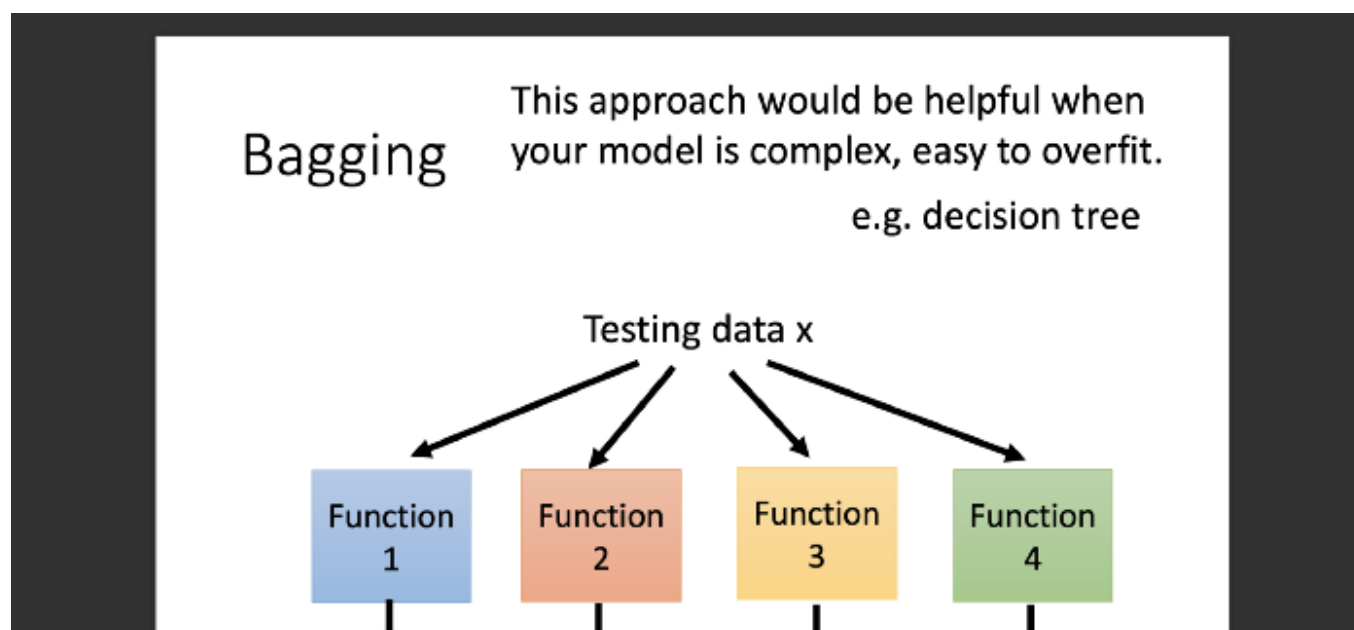 Bagging
This approach would be helpful when
your model is complex, easy to overfit.
e.g. decision tree
Testing data x
Function
1
Function
2
Function
3
Function
4